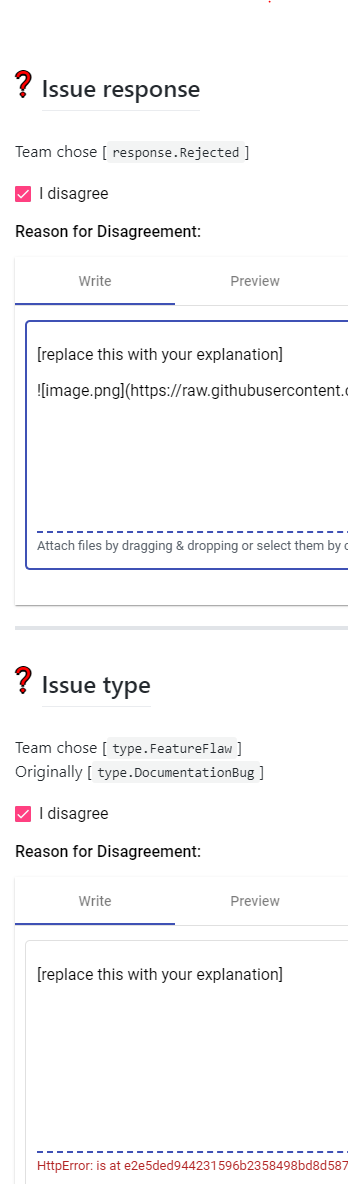 Issue response
Team chose [ response.Rejected ]
I disagree
Reason for Disagreement:
Write Preview
[replace this with your explanation]
![image.png](https://raw.githubusercontent.
Attach files by dragging & dropping or select them by
Issue type
Team chose [ type.FeatureFlaw ]
Originally [ type.DocumentationBug ]
I disagree
Reason for Disagreement:
Write Preview
[replace this with your explanation]
HttpError: is at e2e5ded944231596b2358498bd8d587